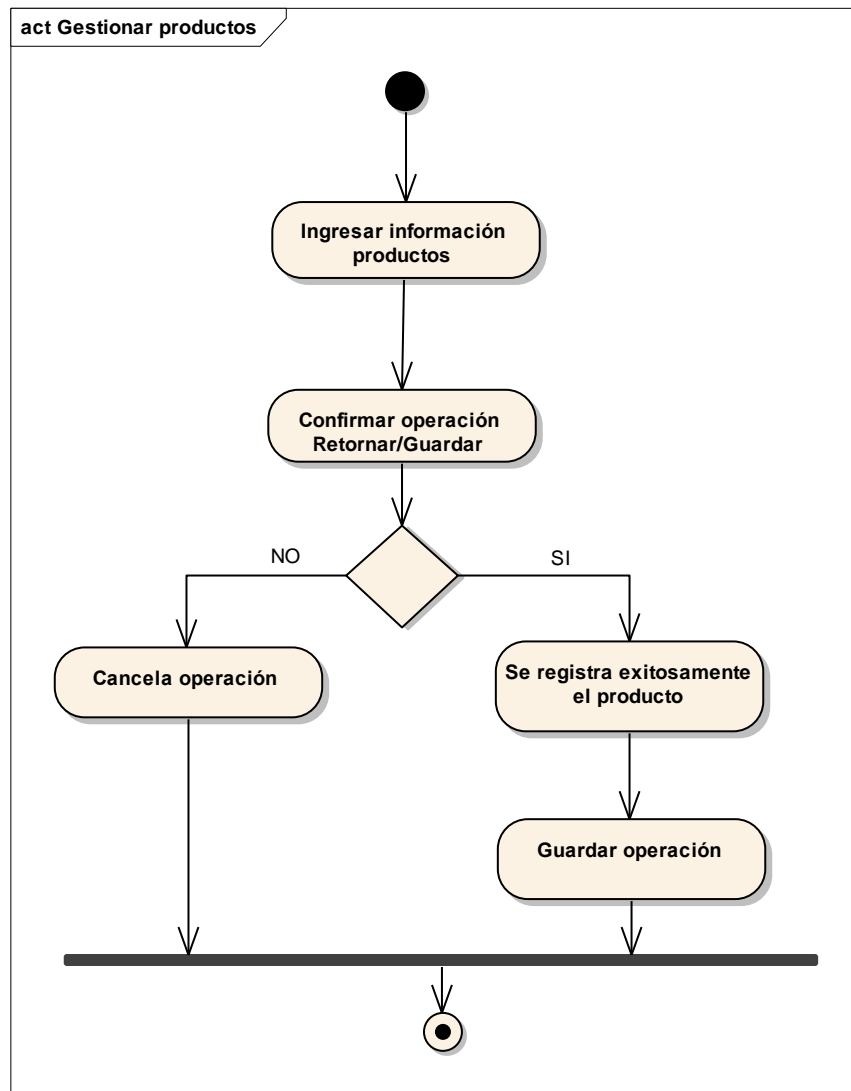 act Gestionar productos
Ingresar información
productos
Confirmar operación
Retornar/Guardar
NO
SI
Cancela operación
Se registra exitosamente
el producto
Guardar operación